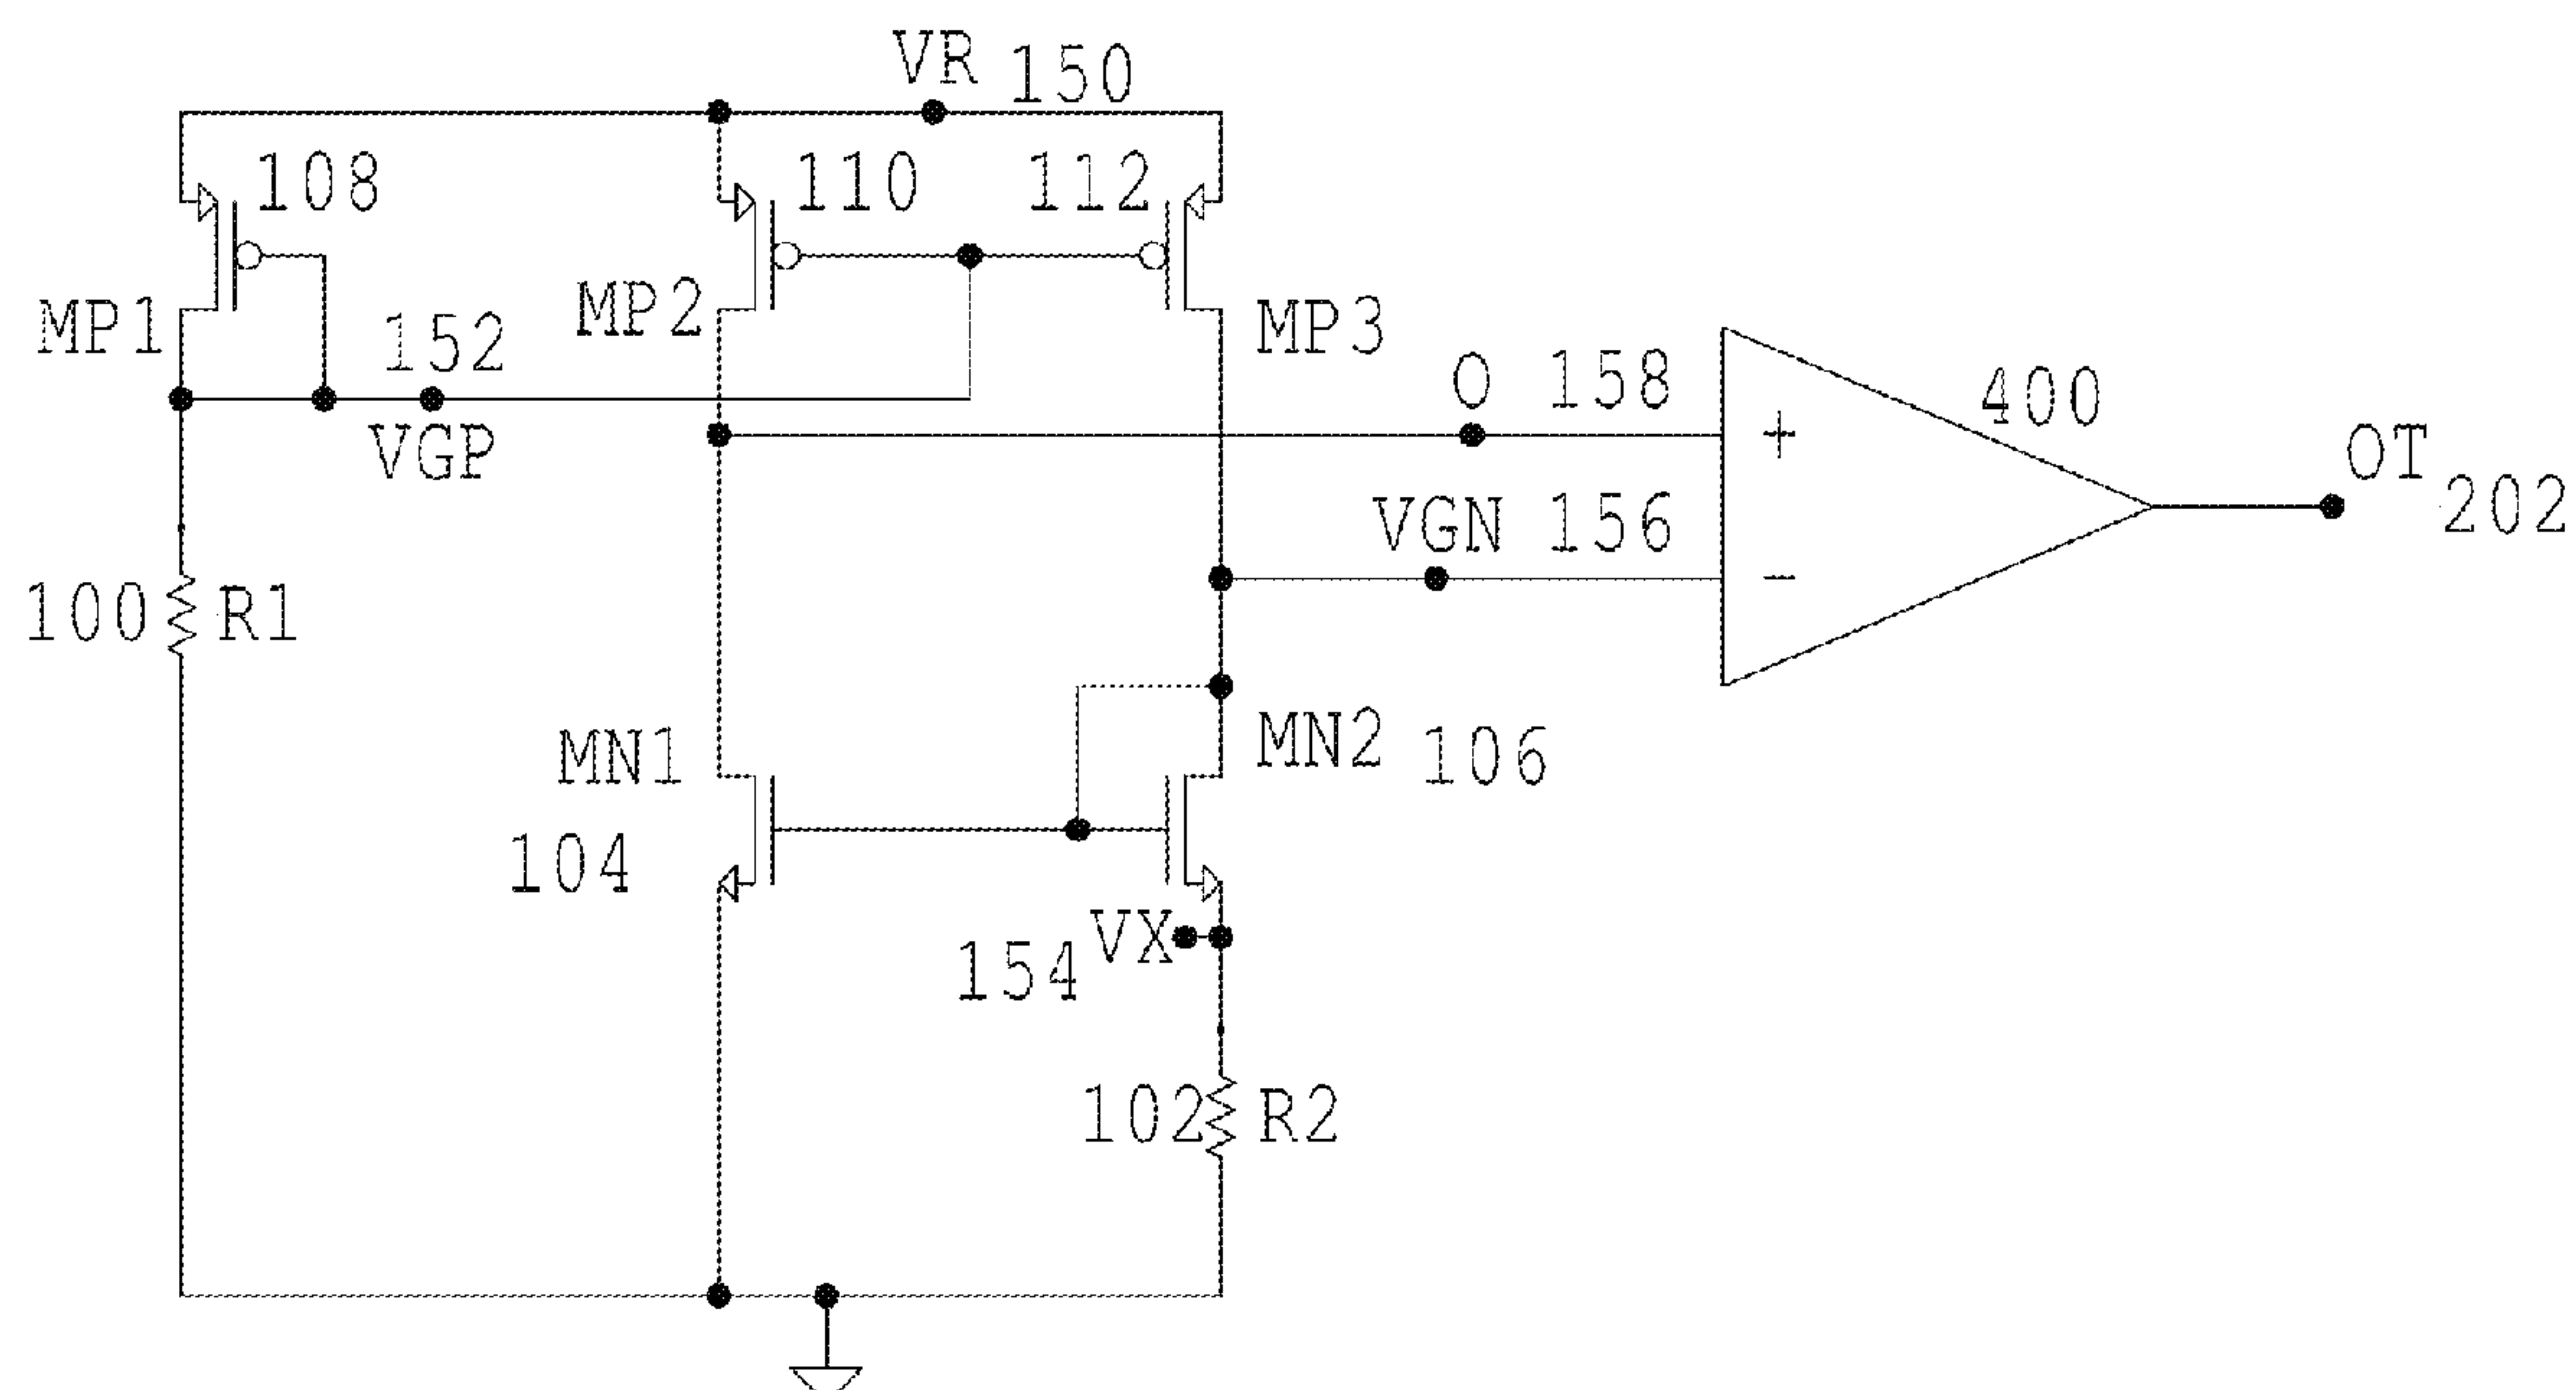 VR 150
108
110
112
MP1
152
VGP
MP2
MP3
O 158
400
OT 202
VGN 156
+
−
100 R1
MN1
104
MN2 106
154 VX
102 R2